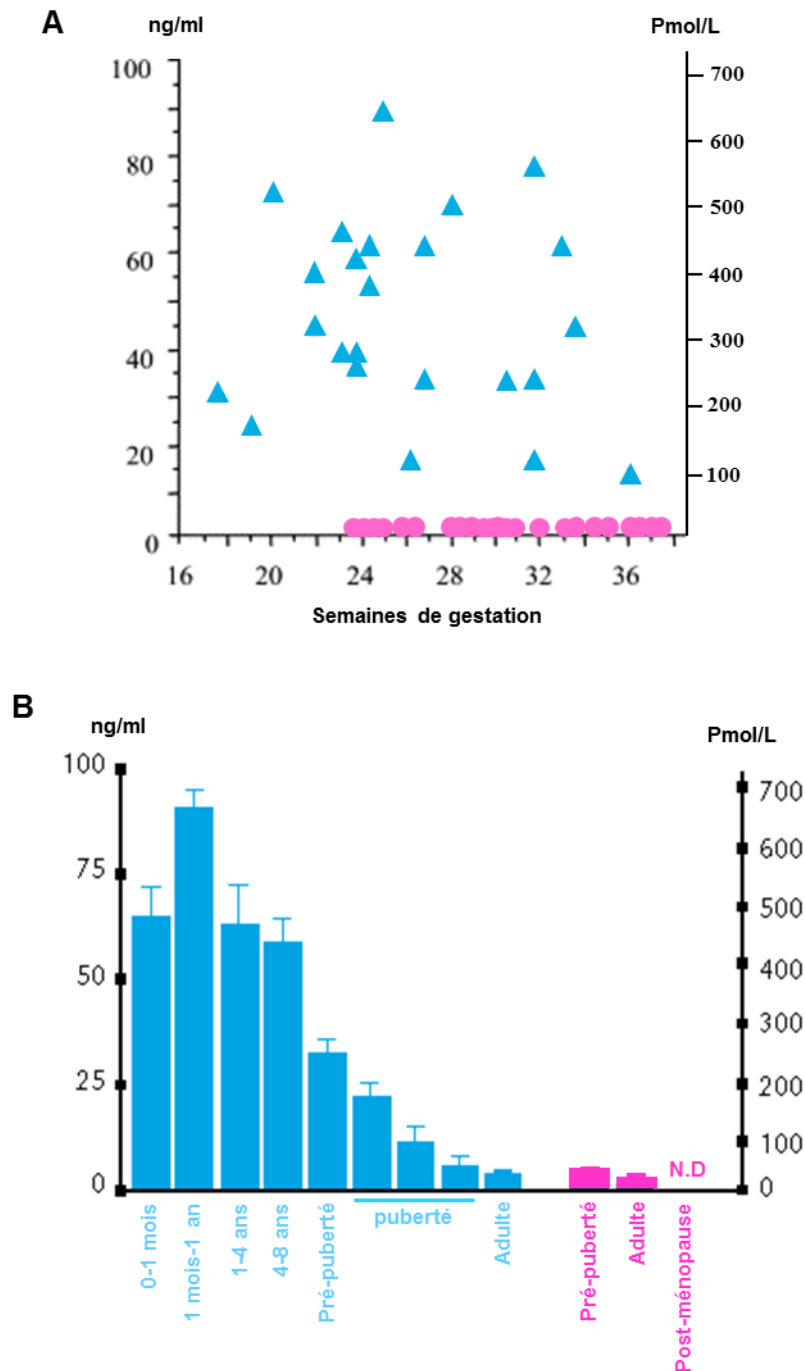 A
ng/ml
Pmol/L
100
80
60
40
20
0
700
600
500
400
300
200
100
16 20 24 28 32 36
Semaines de gestation
B
ng/ml
Pmol/L
100
75
50
25
0
700
600
500
400
300
200
100
0
N.D
0-1 mois
1 mois-1 an
1-4 ans
4-8 ans
Pré-puberté
puberté
Adulte
Pré-puberté
Adulte
Post-ménopause